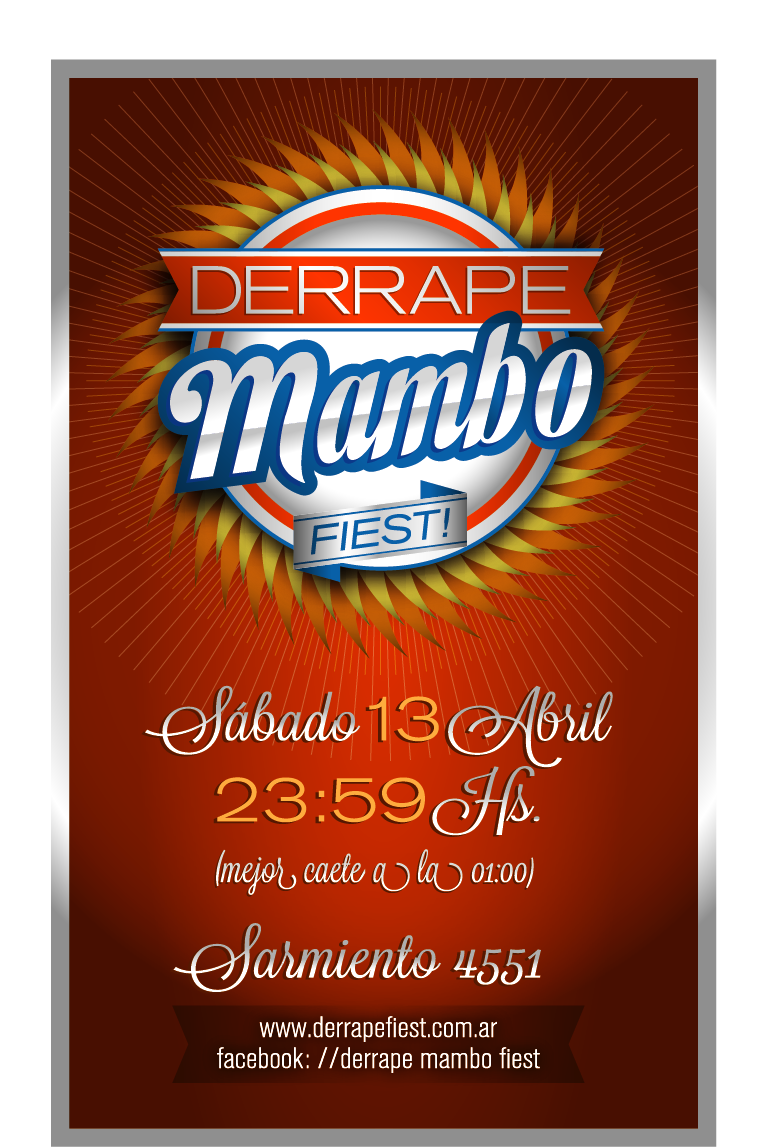 DERRAPE
Mambo
FIEST!
Sábado 13 Abril
23:59 Hs.
(mejor caete a la 01:00)
Sarmiento 4551
www.derrapefiest.com.ar
facebook: //derrape mambo fiest